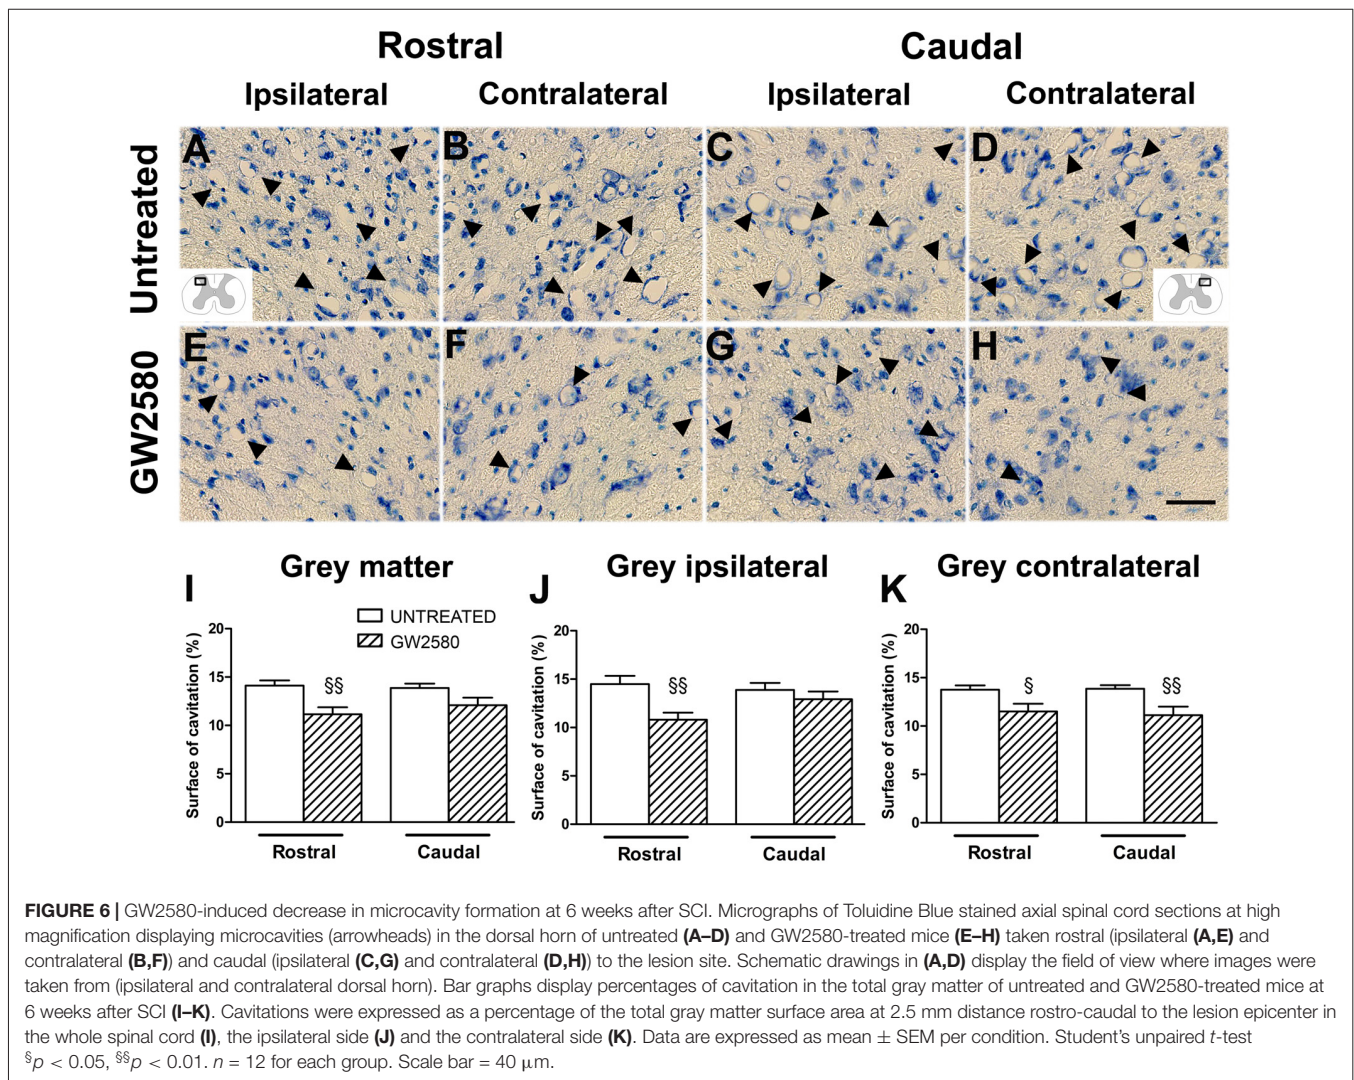 Rostral Caudal
Ipsilateral Contralateral Ipsilateral Contralateral
Untreated
A B C D
GW2580
E F G H
I Grey matter
J Grey ipsilateral
K Grey contralateral
UNTREATED
GW2580
Surface of cavitation (%)
20
15
10
5
0
§§
Rostral Caudal
Surface of cavitation (%)
20
15
10
5
0
§§
Rostral Caudal
Surface of cavitation (%)
20
15
10
5
0
§ §§
Rostral Caudal
FIGURE 6 | GW2580-induced decrease in microcavity formation at 6 weeks after SCI. Micrographs of Toluidine Blue stained axial spinal cord sections at high
magnification displaying microcavities (arrowheads) in the dorsal horn of untreated (A–D) and GW2580-treated mice (E–H) taken rostral (ipsilateral (A,E) and
contralateral (B,F)) and caudal (ipsilateral (C,G) and contralateral (D,H)) to the lesion site. Schematic drawings in (A,D) display the field of view where images were
taken from (ipsilateral and contralateral dorsal horn). Bar graphs display percentages of cavitation in the total gray matter of untreated and GW2580-treated mice at
6 weeks after SCI (I–K). Cavitations were expressed as a percentage of the total gray matter surface area at 2.5 mm distance rostro-caudal to the lesion epicenter in
the whole spinal cord (I), the ipsilateral side (J) and the contralateral side (K). Data are expressed as mean ± SEM per condition. Student's unpaired t-test
§p < 0.05, §§p < 0.01. n = 12 for each group. Scale bar = 40 μm.